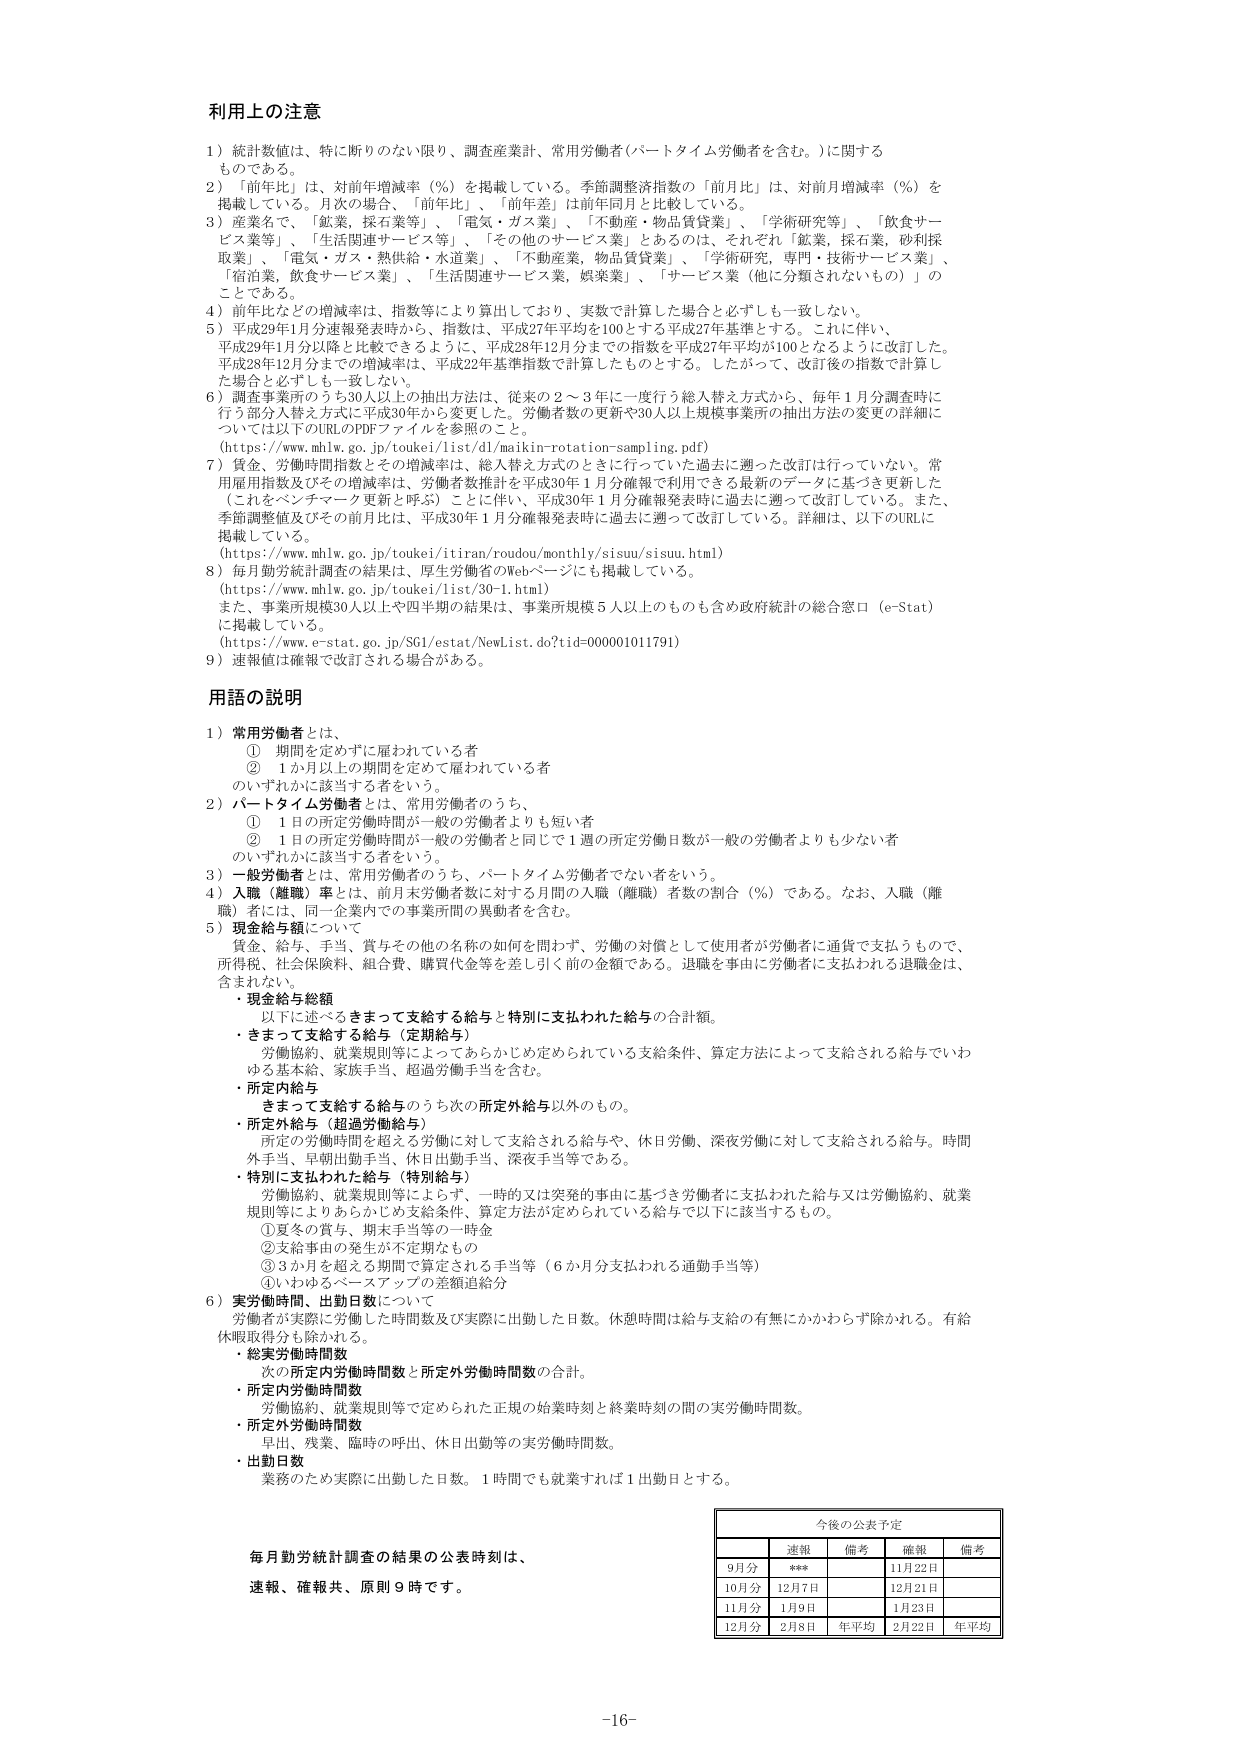 利用上の注意
1）統計数値は、特に断りのない限り、調査産業計、常用労働者(パートタイム労働者を含む。)に関する
ものである。
2）「前年比」は、対前年増減率（%）を掲載している。季節調整済指数の「前月比」は、対前月増減率（%）を
掲載している。月次の場合、「前年比」、「前年差」は前年同月と比較している。
3）産業名で、「鉱業，採石業等」、「電気・ガス業」、「不動産・物品賃貸業」、「学術研究等」、「飲食サー
ビス業等」、「生活関連サービス等」、「その他のサービス業」とあるのは、それぞれ「鉱業，採石業，砂利採
取業」、「電気・ガス・熱供給・水道業」、「不動産業，物品賃貸業」、「学術研究，専門・技術サービス業」、
「宿泊業，飲食サービス業」、「生活関連サービス業，娯楽業」、「サービス業（他に分類されないもの）」の
ことである。
4）前年比などの増減率は、指数等により算出しており、実数で計算した場合と必ずしも一致しない。
5）平成29年1月分速報発表時から、指数は、平成27年平均を100とする平成27年基準とする。これに伴い、
平成29年1月分以降と比較できるように、平成28年12月分までの指数を平成27年平均が100となるように改訂した。
平成28年12月分までの増減率は、平成22年基準指数で計算したものとする。したがって、改訂後の指数で計算し
た場合と必ずしも一致しない。
6）調査事業所のうち30人以上の抽出方法は、従来の２～３年に一度行う総入替え方式から、毎年１月分調査時に
行う部分入替え方式に平成30年から変更した。労働者数の更新や30人以上規模事業所の抽出方法の変更の詳細に
ついては以下のURLのPDFファイルを参照のこと。
(https://www.mhlw.go.jp/toukei/list/dl/maikin-rotation-sampling.pdf)
7）賃金、労働時間指数とその増減率は、総入替え方式のときに行っていた過去に遡った改訂は行っていない。常
用雇用指数及びその増減率は、労働者数推計を平成30年１月分確報で利用できる最新のデータに基づき更新した
（これをベンチマーク更新と呼ぶ）ことに伴い、平成30年１月分確報発表時に過去に遡って改訂している。また、
季節調整値及びその前月比は、平成30年１月分確報発表時に過去に遡って改訂している。詳細は、以下のURLに
掲載している。
(https://www.mhlw.go.jp/toukei/itiran/roudou/monthly/sisuu/sisuu.html)
8）毎月勤労統計調査の結果は、厚生労働省のWebページにも掲載している。
(https://www.mhlw.go.jp/toukei/list/30-1.html)
また、事業所規模30人以上や四半期の結果は、事業所規模５人以上のものも含め政府統計の総合窓口（e-Stat）
に掲載している。
(https://www.e-stat.go.jp/SG1/estat/NewList.do?tid=000001011791)
9）速報値は確報で改訂される場合がある。
用語の説明
1）常用労働者とは、
①　期間を定めずに雇われている者
②　１か月以上の期間を定めて雇われている者
のいずれかに該当する者をいう。
2）パートタイム労働者とは、常用労働者のうち、
①　１日の所定労働時間が一般の労働者よりも短い者
②　１日の所定労働時間が一般の労働者と同じで１週の所定労働日数が一般の労働者よりも少ない者
のいずれかに該当する者をいう。
3）一般労働者とは、常用労働者のうち、パートタイム労働者でない者をいう。
4）入職（離職）率とは、前月末労働者数に対する月間の入職（離職）者数の割合（%）である。なお、入職（離
職）者には、同一企業内での事業所間の異動者を含む。
5）現金給与額について
賃金、給与、手当、賞与その他の名称の如何を問わず、労働の対償として使用者が労働者に通貨で支払うもので、
所得税、社会保険料、組合費、購買代金等を差し引く前の金額である。退職を事由に労働者に支払われる退職金は、
含まれない。
・現金給与総額
以下に述べるきまって支給する給与と特別に支払われた給与の合計額。
・きまって支給する給与（定期給与）
労働協約、就業規則等によってあらかじめ定められている支給条件、算定方法によって支給される給与でいわ
ゆる基本給、家族手当、超過労働手当を含む。
・所定内給与
きまって支給する給与のうち次の所定外給与以外のもの。
・所定外給与（超過労働給与）
所定の労働時間を超える労働に対して支給される給与や、休日労働、深夜労働に対して支給される給与。時間
外手当、早朝出勤手当、休日出勤手当、深夜手当等である。
・特別に支払われた給与（特別給与）
労働協約、就業規則等によらず、一時的又は突発的事由に基づき労働者に支払われた給与又は労働協約、就業
規則等によりあらかじめ支給条件、算定方法が定められている給与で以下に該当するもの。
①夏冬の賞与、期末手当等の一時金
②支給事由の発生が不定期なもの
③３か月を超える期間で算定される手当等（６か月分支払われる通勤手当等）
④いわゆるベースアップの差額追給分
6）実労働時間、出勤日数について
労働者が実際に労働した時間数及び実際に出勤した日数。休憩時間は給与支給の有無にかかわらず除かれる。有給
休暇取得分も除かれる。
・総実労働時間数
次の所定内労働時間数と所定外労働時間数の合計。
・所定内労働時間数
労働協約、就業規則等で定められた正規の始業時刻と終業時刻の間の実労働時間数。
・所定外労働時間数
早出、残業、臨時の呼出、休日出勤等の実労働時間数。
・出勤日数
業務のため実際に出勤した日数。１時間でも就業すれば１出勤日とする。
毎月勤労統計調査の結果の公表時刻は、
速報、確報共、原則９時です。
今後の公表予定
速報　備考　確報　備考
9月分　***　11月22日
10月分　12月7日　12月21日
11月分　1月9日　1月23日
12月分　2月8日　年平均　2月22日　年平均
-16-